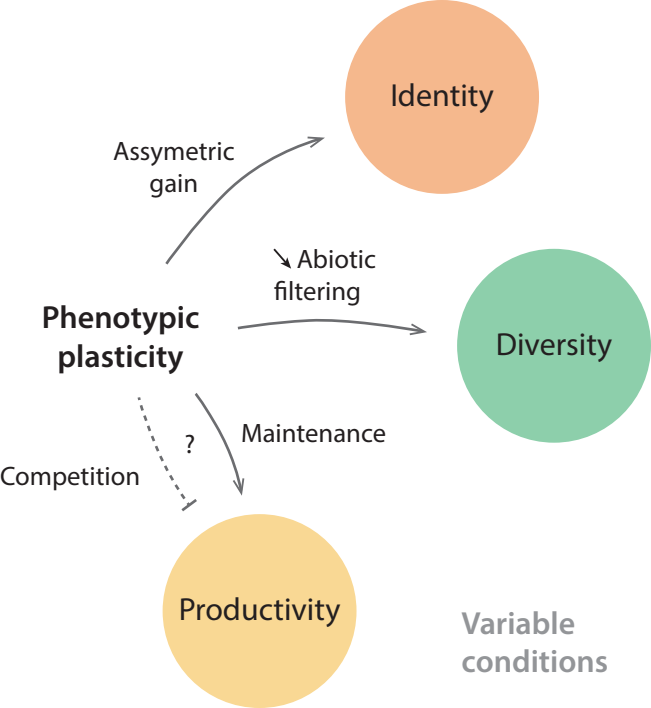 Identity
Assymetric
gain
↘ Abiotic
filtering
Phenotypic
plasticity
Diversity
?
Maintenance
Competition
Productivity
Variable
conditions